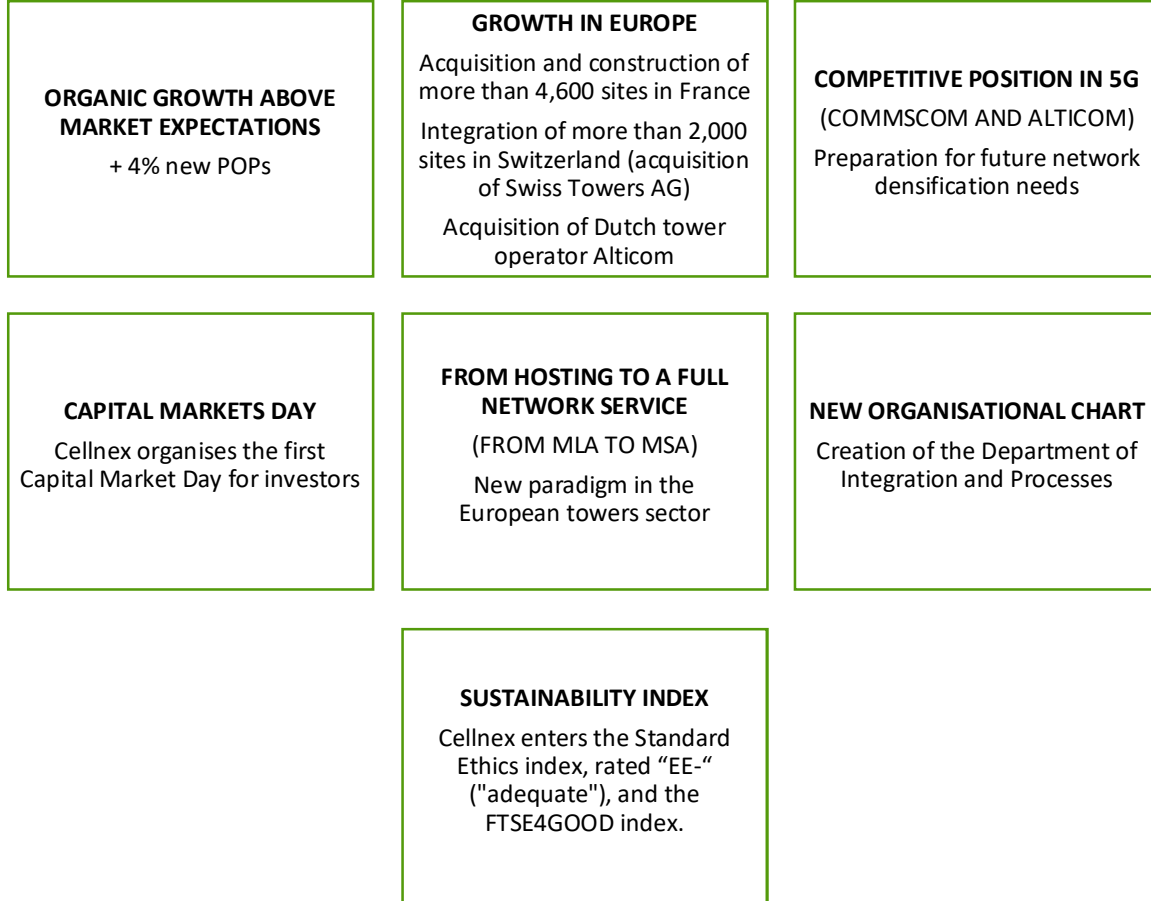 ORGANIC GROWTH ABOVE
MARKET EXPECTATIONS
+ 4% new POPs
GROWTH IN EUROPE
Acquisition and construction of
more than 4,600 sites in France
Integration of more than 2,000
sites in Switzerland (acquisition
of Swiss Towers AG)
Acquisition of Dutch tower
operator Alticom
COMPETITIVE POSITION IN 5G
(COMMSCOM AND ALTICOM)
Preparation for future network
densification needs
CAPITAL MARKETS DAY
Cellnex organises the first
Capital Market Day for investors
FROM HOSTING TO A FULL
NETWORK SERVICE
(FROM MLA TO MSA)
New paradigm in the
European towers sector
NEW ORGANISATIONAL CHART
Creation of the Department of
Integration and Processes
SUSTAINABILITY INDEX
Cellnex enters the Standard
Ethics index, rated “EE-“
("adequate"), and the
FTSE4GOOD index.